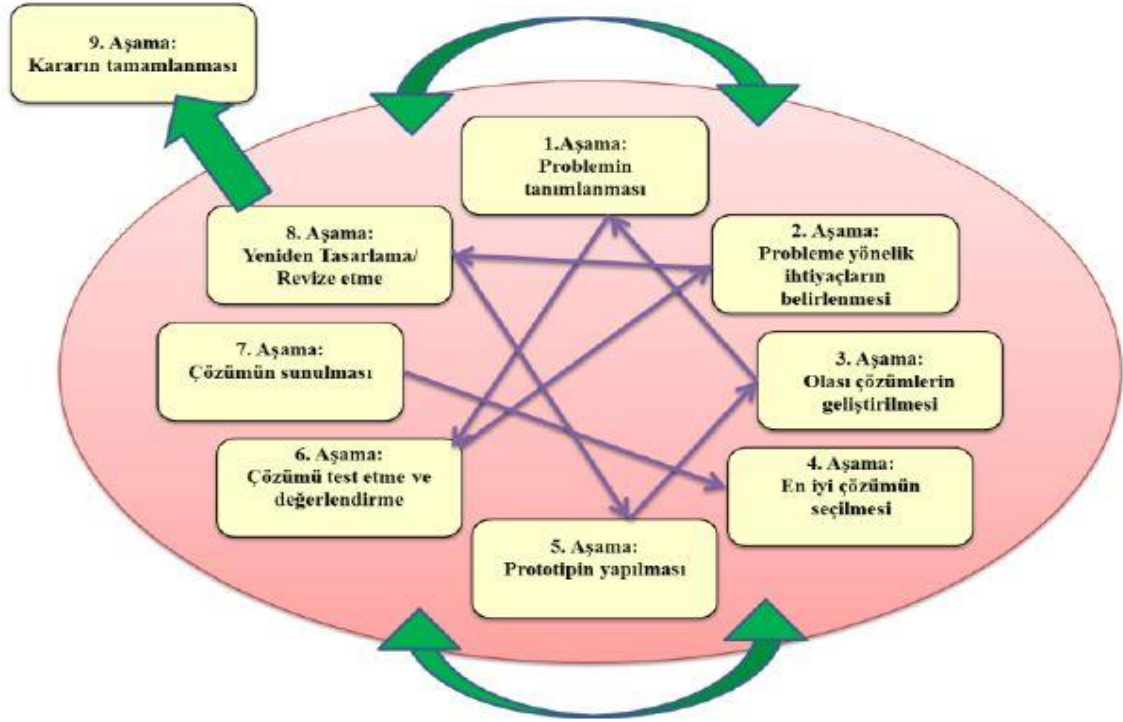 9. Aşama:
Kararın tamamlanması
1.Aşama:
Problemin
tanımlanması
2. Aşama:
Probleme yönelik
ihtiyaçların
belirlenmesi
3. Aşama:
Olası çözümlerin
geliştirilmesi
4. Aşama:
En iyi çözümün
seçilmesi
5. Aşama:
Prototipin yapılması
6. Aşama:
Çözümü test etme ve
değerlendirme
7. Aşama:
Çözümün sunulması
8. Aşama:
Yeniden Tasarlama/
Revize etme